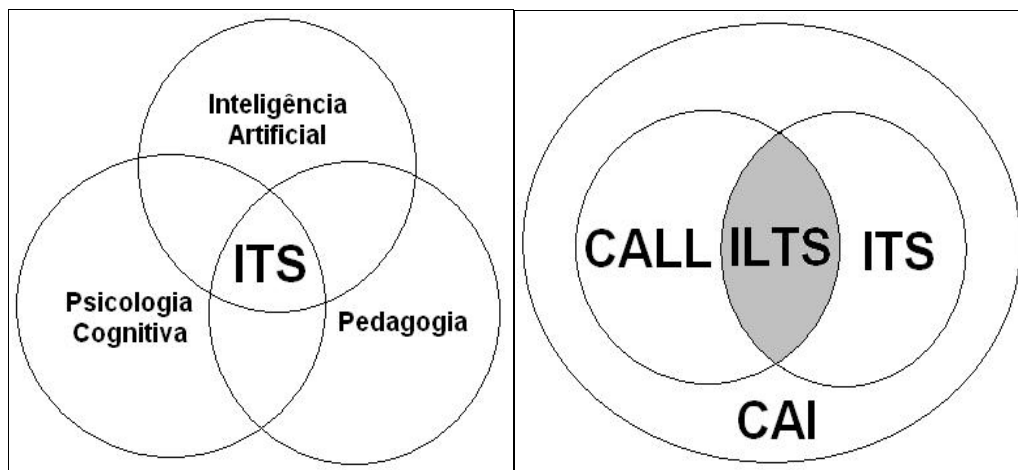 Inteligência
Artificial
ITS
Psicologia
Cognitiva
Pedagogia
CALL
ILTS
ITS
CAI